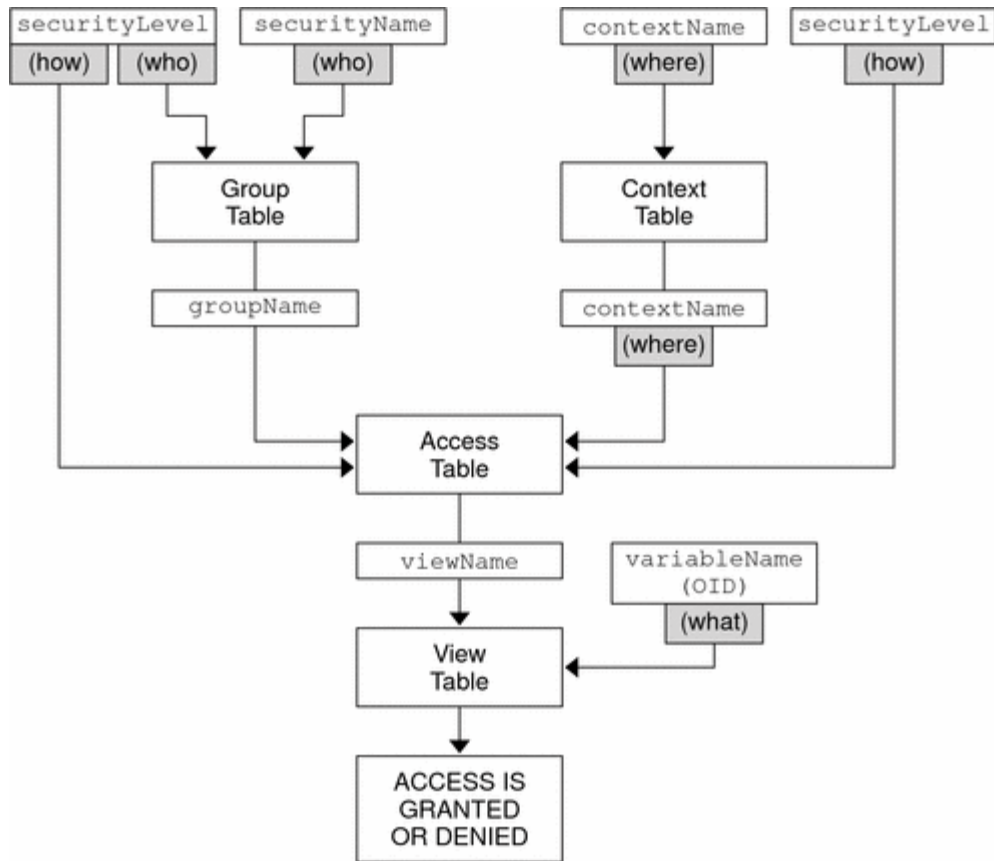 securityLevel
(how)
(who)
securityName
(who)
contextName
(where)
securityLevel
(how)
Group
Table
Context
Table
groupName
contextName
(where)
Access
Table
viewName
variableName
(OID)
(what)
View
Table
ACCESS IS
GRANTED
OR DENIED